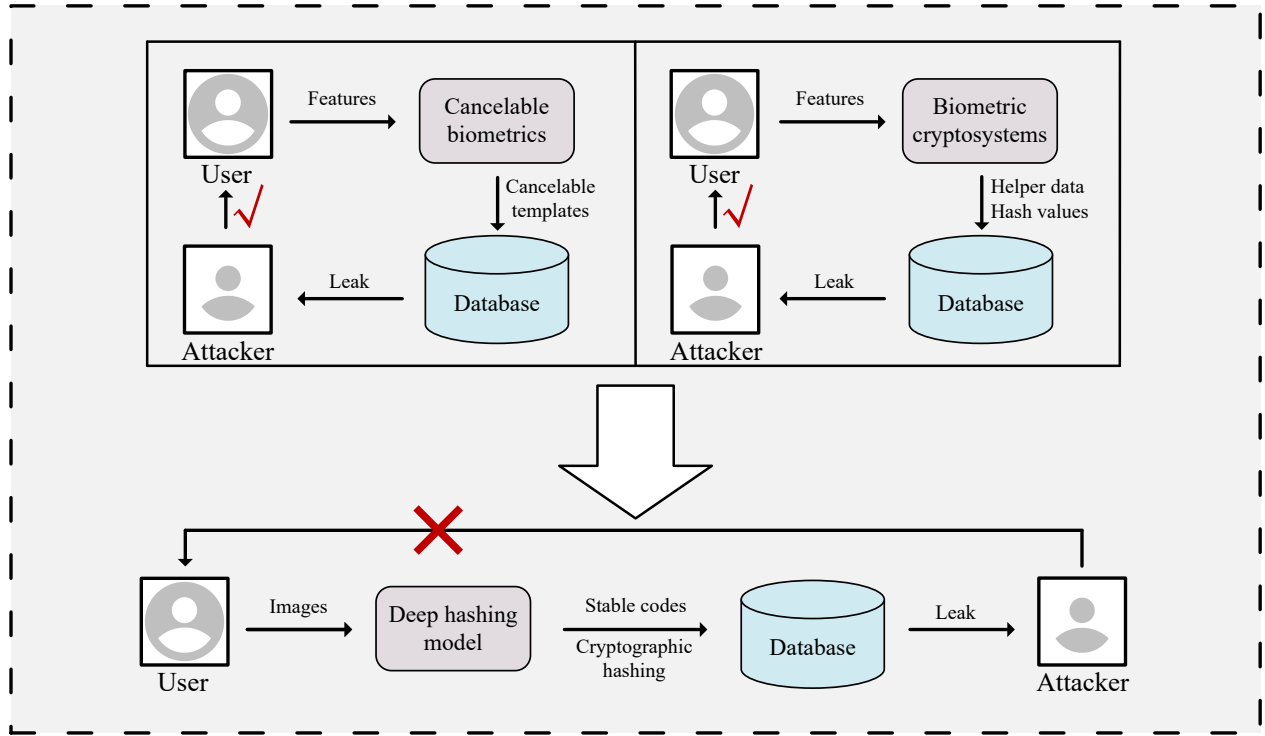 Features
Cancelable
biometrics
User
Cancelable
templates
Leak
Database
Attacker
Features
Biometric
cryptosystems
User
Helper data
Hash values
Leak
Database
Attacker
Images
Deep hashing
model
Stable codes
Cryptographic
hashing
Database
Leak
User
Attacker